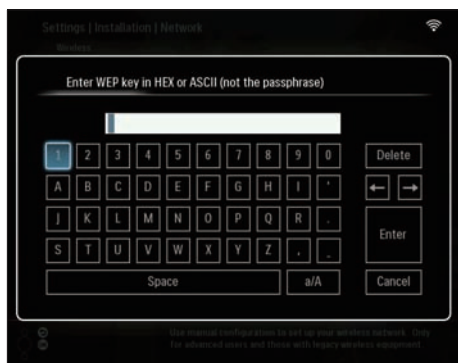 Settings | Installation | Network
Wireless
Enter WEP key in HEX or ASCII (not the passphrase)
1 2 3 4 5 6 7 8 9 0 Delete
A B C D E F G H I '
J K L M N O P Q R . Enter
S T U V W X Y Z , _
Space a/A Cancel
Use manual configuration to set up your wireless network. Only
for advanced users and those with legacy wireless equipment.